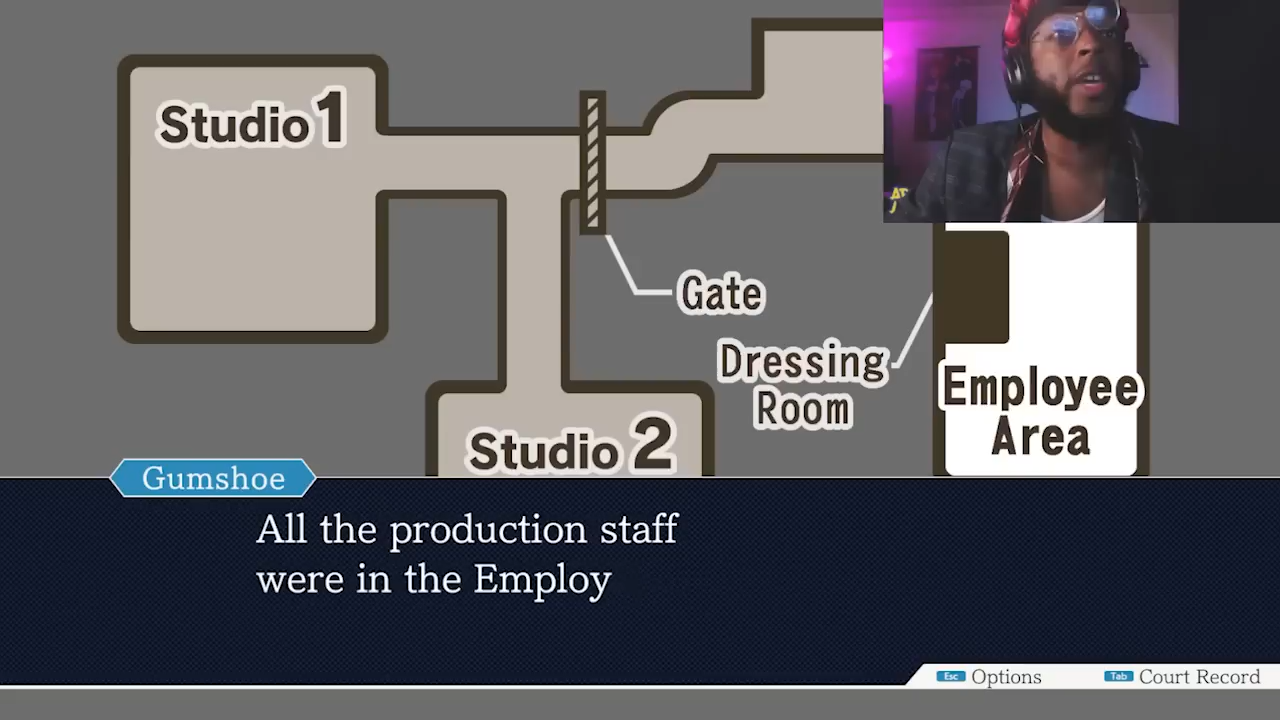 Studio 1
Gate
Dressing
Room
Employee
Area
Studio 2
Gumshoe
All the production staff
were in the Employ
Esc Options
Tab Court Record